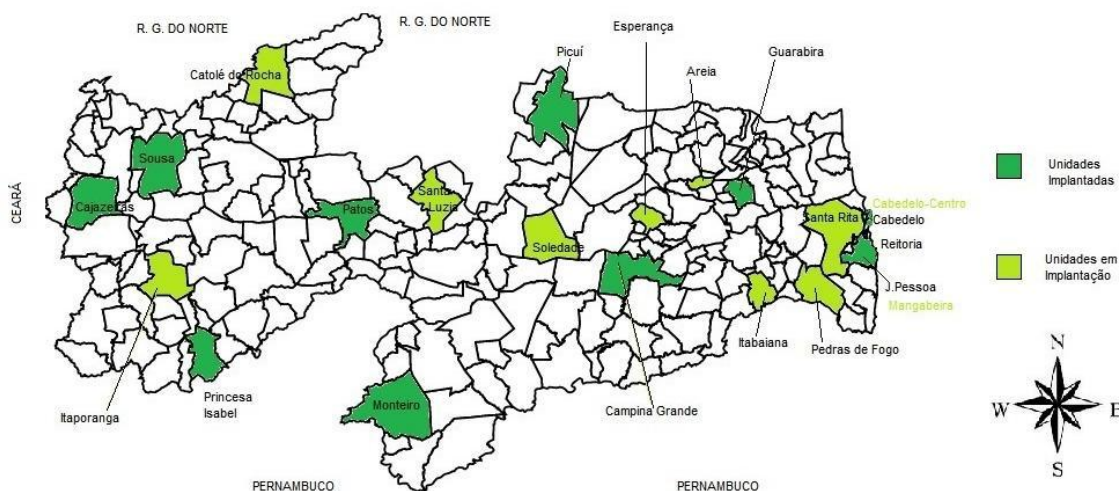 R. G. DO NORTE
R. G. DO NORTE
Esperança
Picuí
Guarabira
Areia
Catolé do Rocha
Sousa
Cajazeiras
CEARÁ
Patos
Santa
Luzia
Soledade
Santa Rita
Cabedelo-Centro
Cabedelo
Reitoria
J.Pessoa
Mangabeira
Unidades
Implantadas
Unidades em
Implantação
Itabaiana
Pedras de Fogo
Campina Grande
Monteiro
Princesa
Isabel
Itaporanga
PERNAMBUCO
PERNAMBUCO
N
W
E
S